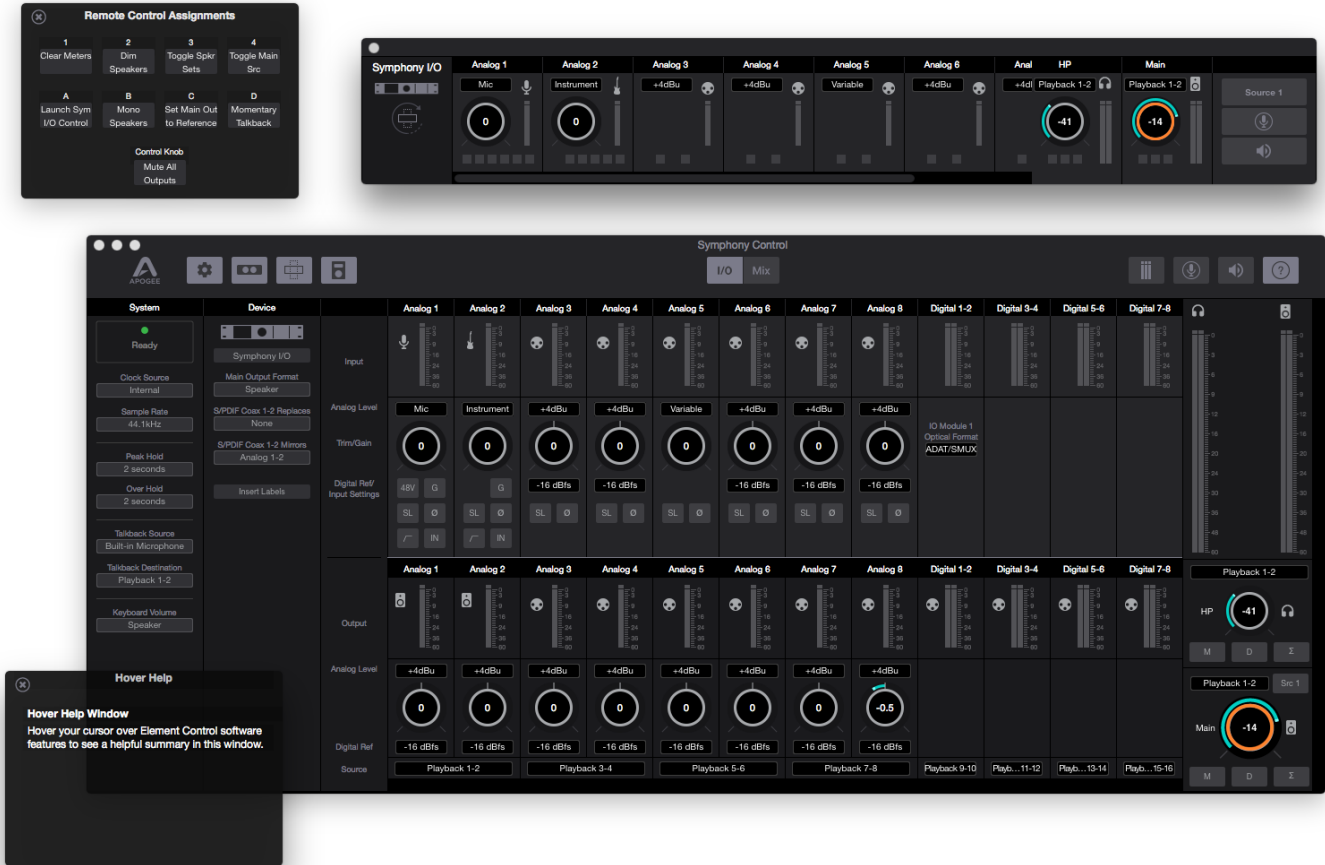 Remote Control Assignments
1 2 3 4
Clear Meters Dim Speakers Toggle Spkr Sets Toggle Main Src
A B C D
Launch Sym I/O Control Mono Speakers Set Main Out to Reference Momentary Talkback
Control Knob
Mute All
Outputs
Symphony I/O Analog 1 Analog 2 Analog 3 Analog 4 Analog 5 Analog 6 Anal HP Main
Mic Instrument +4dBu +4dBu Variable +4dBu +4d Playback 1-2 Playback 1-2
0 0 -41 -14
Source 1
Symphony Control
APOGEE
I/O Mix
?
System Device Analog 1 Analog 2 Analog 3 Analog 4 Analog 5 Analog 6 Analog 7 Analog 8 Digital 1-2 Digital 3-4 Digital 5-6 Digital 7-8
Ready
Symphony I/O
Clock Source
Internal
Sample Rate
44.1kHz
Peak Hold
2 seconds
Over Hold
2 seconds
Talkback Source
Built-in Microphone
Talkback Destination
Playback 1-2
Keyboard Volume
Speaker
Main Output Format
Speaker
S/PDIF Coax 1-2 Replaces
None
S/PDIF Coax 1-2 Mirrors
Analog 1-2
Insert Labels
Input
Analog Level Mic Instrument +4dBu +4dBu Variable +4dBu +4dBu +4dBu
Trim/Gain 0 0 0 0 0 0 0 0
IO Module 1
Optical Format
ADAT/SMUX
Digital Ref/
Input Settings
48V G G -16 dBfs -16 dBfs -16 dBfs -16 dBfs -16 dBfs
SL Ø SL Ø SL Ø SL Ø SL Ø SL Ø SL Ø SL Ø
IN IN
Analog 1 Analog 2 Analog 3 Analog 4 Analog 5 Analog 6 Analog 7 Analog 8 Digital 1-2 Digital 3-4 Digital 5-6 Digital 7-8
Output
Analog Level +4dBu +4dBu +4dBu +4dBu +4dBu +4dBu +4dBu +4dBu
0 0 0 0 0 0 0 -0.5
Digital Ref -16 dBfs -16 dBfs -16 dBfs -16 dBfs -16 dBfs -16 dBfs -16 dBfs -16 dBfs
Source Playback 1-2 Playback 3-4 Playback 5-6 Playback 7-8 Playback 9-10 Playb...11-12 Playb...13-14 Playb...15-16
Playback 1-2
HP -41
M D Σ
Playback 1-2 Src 1
Main -14
M D Σ
Hover Help
Hover Help Window
Hover your cursor over Element Control software
features to see a helpful summary in this window.